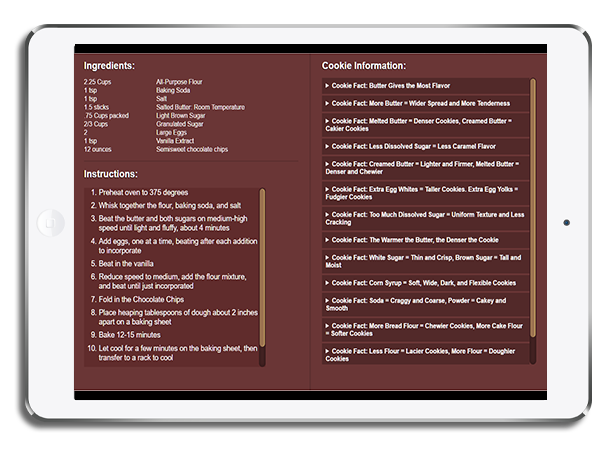 Ingredients:
2.25 Cups All-Purpose Flour
1 tsp Baking Soda
1 tsp Salt
1.5 sticks Salted Butter: Room Temperature
.75 Cups packed Light Brown Sugar
2/3 Cups Granulated Sugar
2 Large Eggs
1 tsp Vanilla Extract
12 ounces Semisweet chocolate chips
Instructions:
1. Preheat oven to 375 degrees
2. Whisk together the flour, baking soda, and salt
3. Beat the butter and both sugars on medium-high
speed until light and fluffy, about 4 minutes
4. Add eggs, one at a time, beating after each addition
to incorporate
5. Beat in the vanilla
6. Reduce speed to medium, add the flour mixture,
and beat until just incorporated
7. Fold in the Chocolate Chips
8. Place heaping tablespoons of dough about 2 inches
apart on a baking sheet
9. Bake 12-15 minutes
10. Let cool for a few minutes on the baking sheet, then
transfer to a rack to cool
Cookie Information:
Cookie Fact: Butter Gives the Most Flavor
Cookie Fact: More Butter = Wider Spread and More Tenderness
Cookie Fact: Melted Butter = Denser Cookies, Creamed Butter =
Cakier Cookies
Cookie Fact: Less Dissolved Sugar = Less Caramel Flavor
Cookie Fact: Creamed Butter = Lighter and Firmer, Melted Butter =
Denser and Chewier
Cookie Fact: Extra Egg Whites = Taller Cookies. Extra Egg Yolks =
Fudgier Cookies
Cookie Fact: Too Much Dissolved Sugar = Uniform Texture and Less
Cracking
Cookie Fact: The Warmer the Butter, the Denser the Cookie
Cookie Fact: White Sugar = Thin and Crisp, Brown Sugar = Tall and
Moist
Cookie Fact: Corn Syrup = Soft, Wide, Dark, and Flexible Cookies
Cookie Fact: Soda = Craggy and Coarse, Powder = Cakey and
Smooth
Cookie Fact: More Bread Flour = Chewier Cookies, More Cake Flour
= Softer Cookies
Cookie Fact: Less Flour = Lacier Cookies, More Flour = Doughier
Cookies